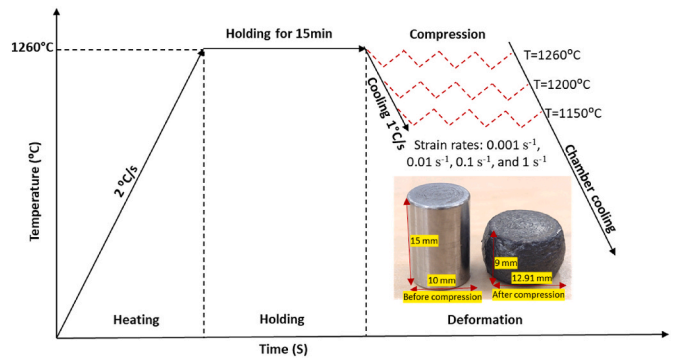 Holding for 15min
Compression
1260°C
T=1260°C
T=1200°C
T=1150°C
Cooling 1°C/s
2 °C/s
Strain rates: 0.001 s⁻¹,
0.01 s⁻¹, 0.1 s⁻¹, and 1 s⁻¹
Chamber cooling
15 mm
9 mm
10 mm
12.91 mm
Before compression
After compression
Temperature (°C)
Heating
Holding
Deformation
Time (S)